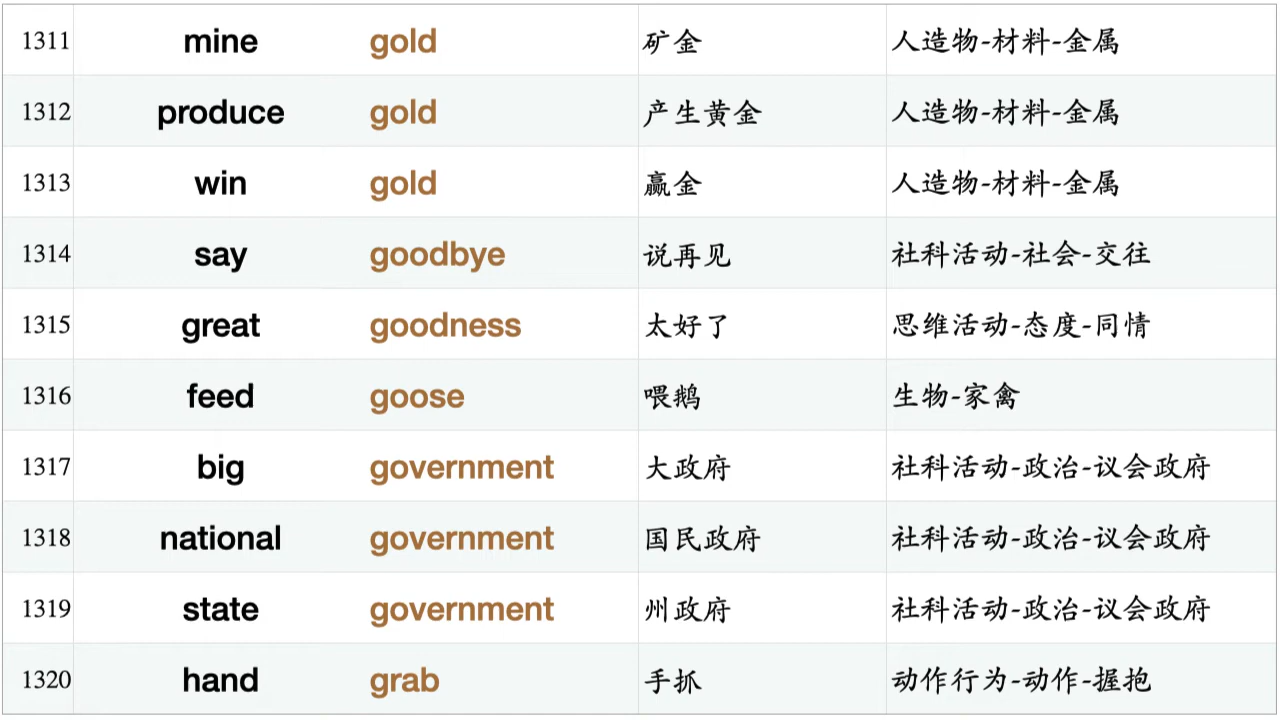 1311 mine gold 矿金 人造物-材料-金属
1312 produce gold 产生黄金 人造物-材料-金属
1313 win gold 赢金 人造物-材料-金属
1314 say goodbye 说再见 社科活动-社会-交往
1315 great goodness 太好了 思维活动-态度-同情
1316 feed goose 喂鹅 生物-家禽
1317 big government 大政府 社科活动-政治-议会政府
1318 national government 国民政府 社科活动-政治-议会政府
1319 state government 州政府 社科活动-政治-议会政府
1320 hand grab 手抓 动作行为-动作-握抱